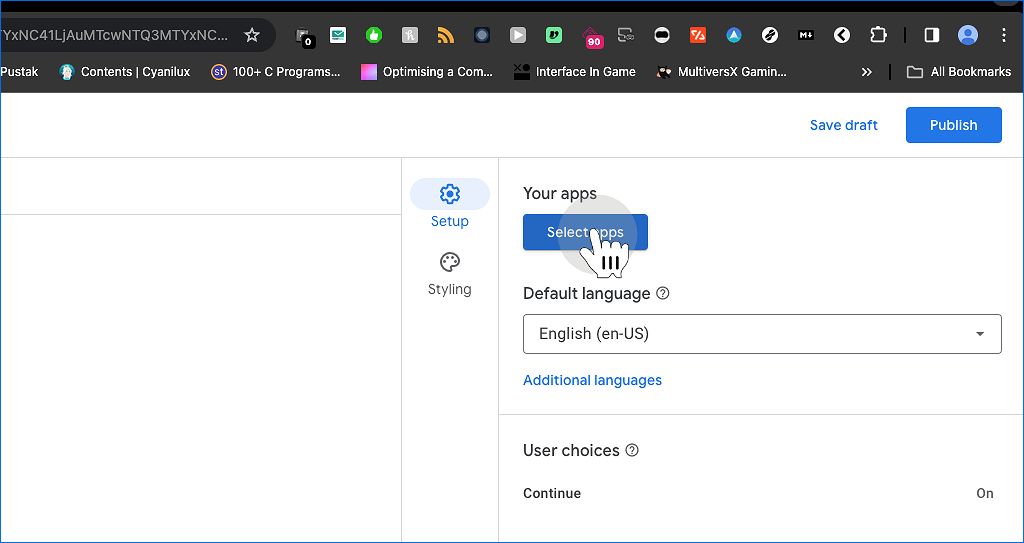 YxNC41LjAuMTcwNTQ3MTYxNC...
0
90
Pustak
Contents | Cyanilux
st
100+ C Programs...
Optimising a Com...
Interface In Game
MultiversX Gamin...
All Bookmarks
Save draft
Publish
Your apps
Setup
Select apps
Styling
Default language
English (en-US)
Additional languages
User choices
Continue
On